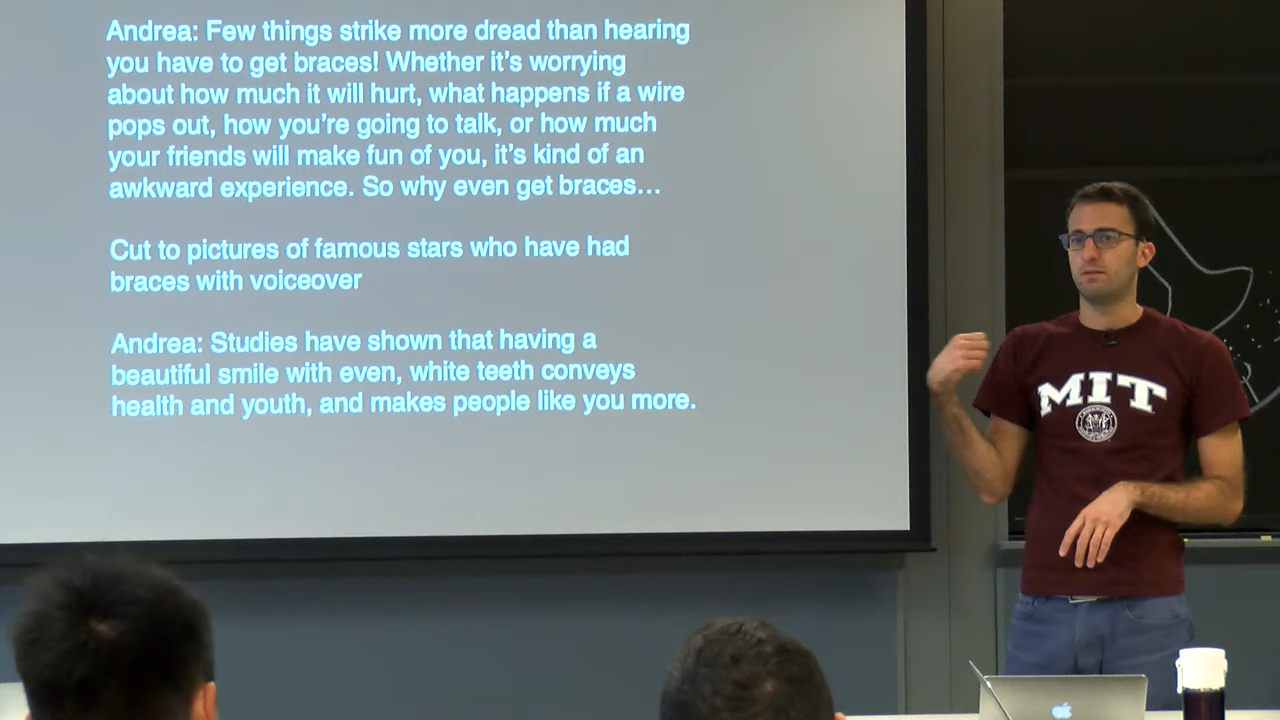 Andrea: Few things strike more dread than hearing
you have to get braces! Whether it's worrying
about how much it will hurt, what happens if a wire
pops out, how you're going to talk, or how much
your friends will make fun of you, it's kind of an
awkward experience. So why even get braces…
Cut to pictures of famous stars who have had
braces with voiceover
Andrea: Studies have shown that having a
beautiful smile with even, white teeth conveys
health and youth, and makes people like you more.
MIT